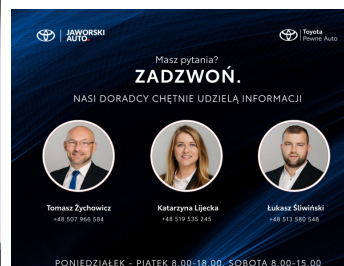 JAWORSKI
AUTO.
Toyota
Pewne Auto
Masz pytania?
ZADZWOŃ.
NASI DORADCY CHĘTNIE UDZIELĄ INFORMACJI
Tomasz Żychowicz
+48 507 966 584
Katarzyna Lijecka
+48 519 535 245
Łukasz Śliwiński
+48 513 580 548
PONIEDZIAŁEK - PIĄTEK 8.00-18.00, SOBOTA 8.00-15.00